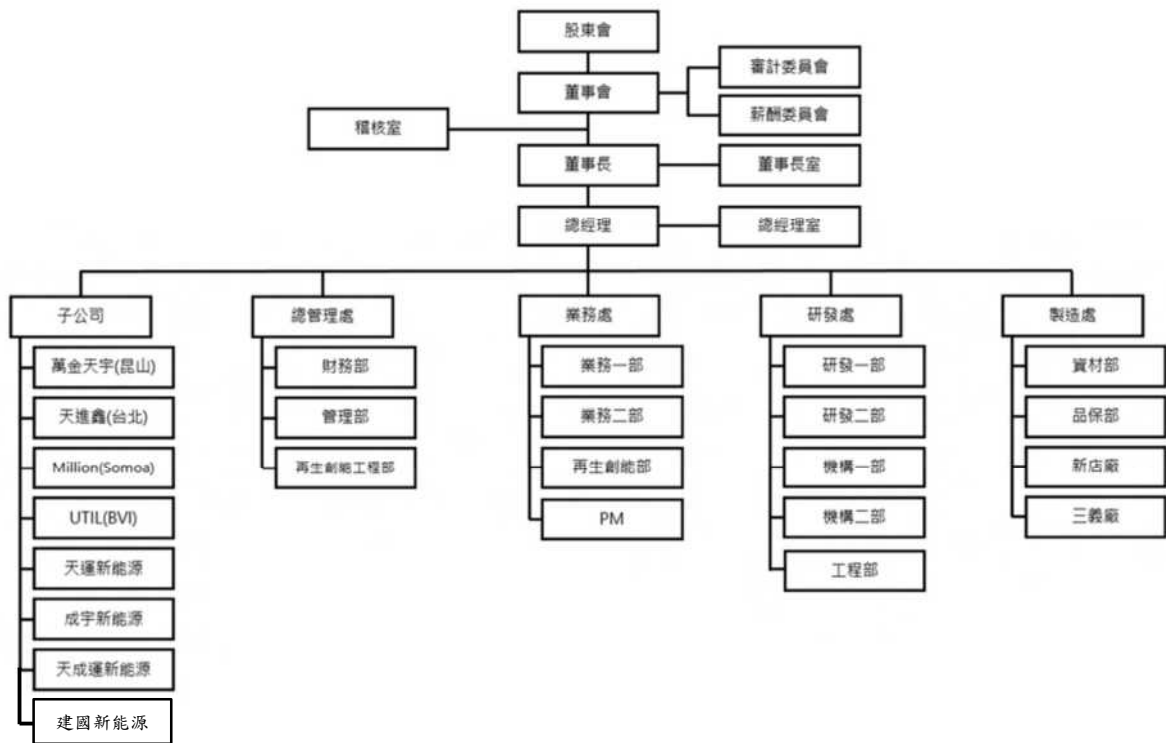 股東會
董事會
審計委員會
薪酬委員會
稽核室
董事長
董事長室
總經理
總經理室
子公司
萬金天宇(昆山)
天進鑫(台北)
Million(Somoa)
UTIL(BVI)
天運新能源
成宇新能源
天成運新能源
建國新能源
總管理處
財務部
管理部
再生創能工程部
業務處
業務一部
業務二部
再生創能部
PM
研發處
研發一部
研發二部
機構一部
機構二部
工程部
製造處
資材部
品保部
新店廠
三義廠